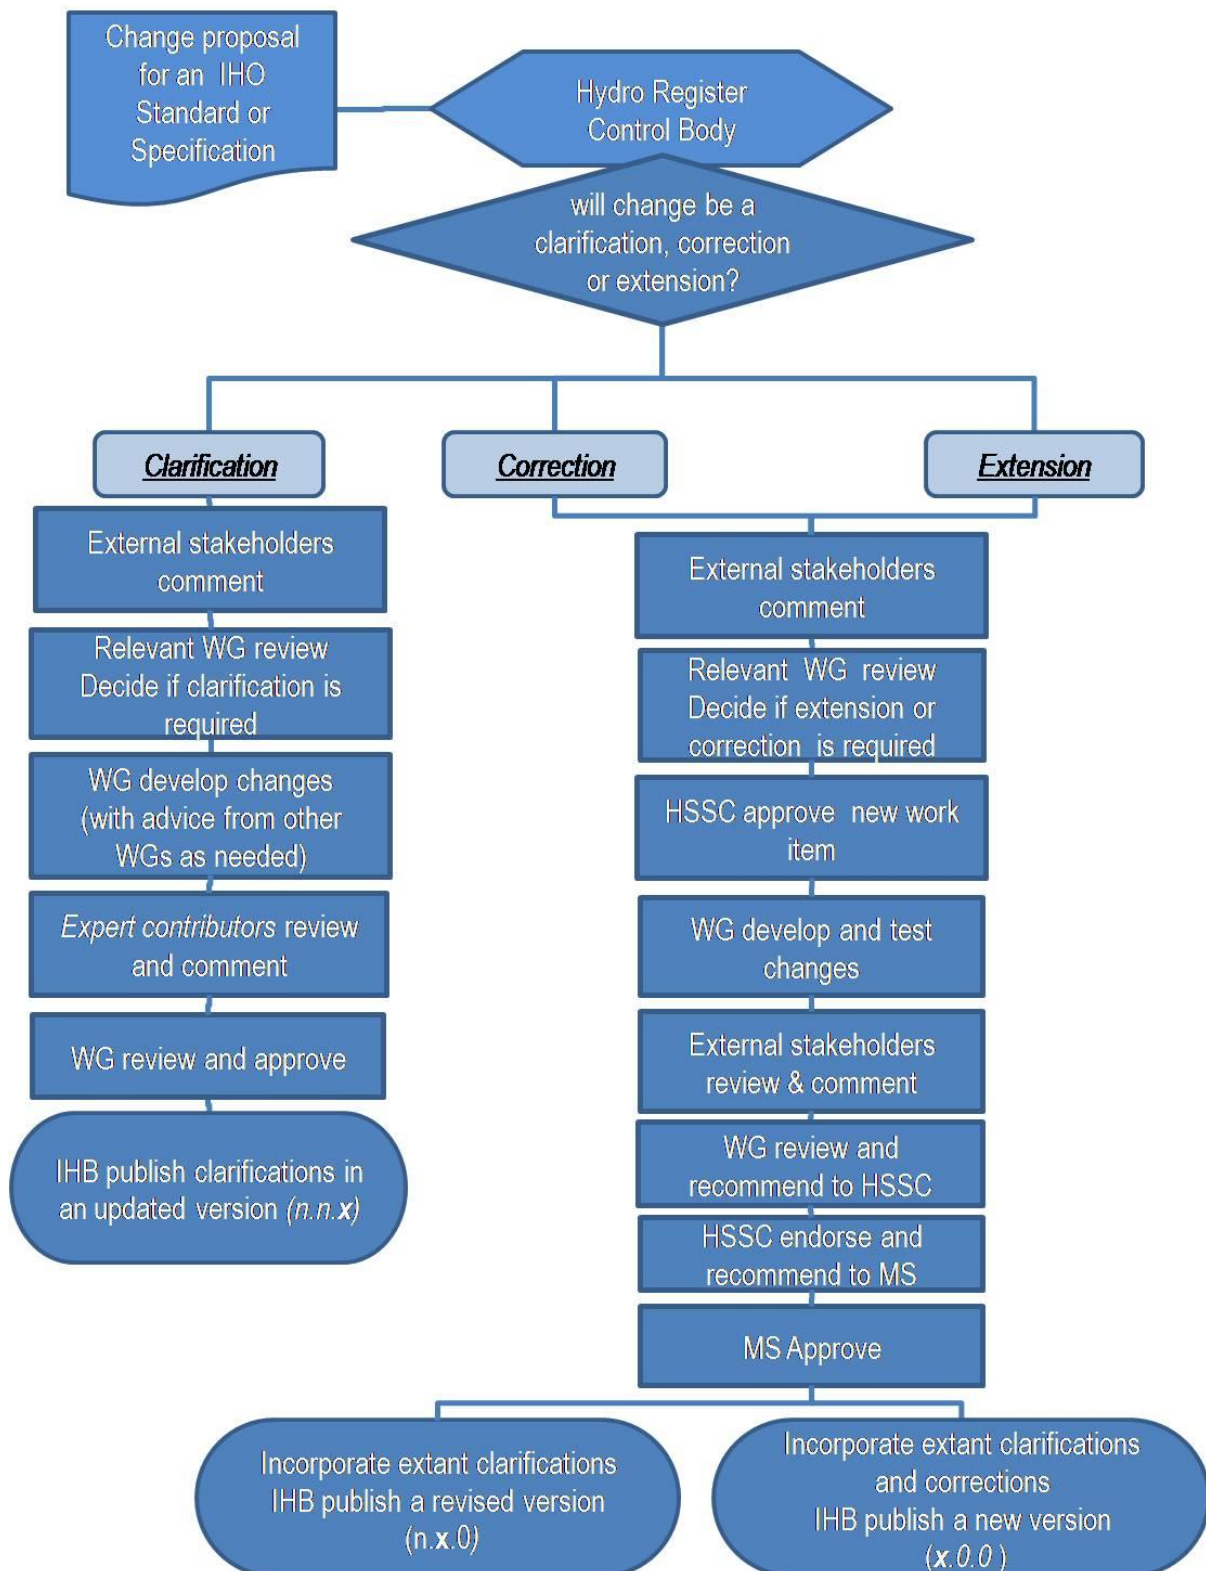 Change proposal
for an IHO
Standard or
Specification
Hydro Register
Control Body
will change be a
clarification, correction
or extension?
Clarification
Correction
Extension
External stakeholders
comment
Relevant WG review
Decide if clarification is
required
WG develop changes
(with advice from other
WGs as needed)
Expert contributors review
and comment
WG review and approve
IHB publish clarifications in
an updated version (n.n.x)
External stakeholders
comment
Relevant WG review
Decide if extension or
correction is required
HSSC approve new work
item
WG develop and test
changes
External stakeholders
review & comment
WG review and
recommend to HSSC
HSSC endorse and
recommend to MS
MS Approve
Incorporate extant clarifications
IHB publish a revised version
(n.x.0)
Incorporate extant clarifications
and corrections
IHB publish a new version
(x.0.0 )